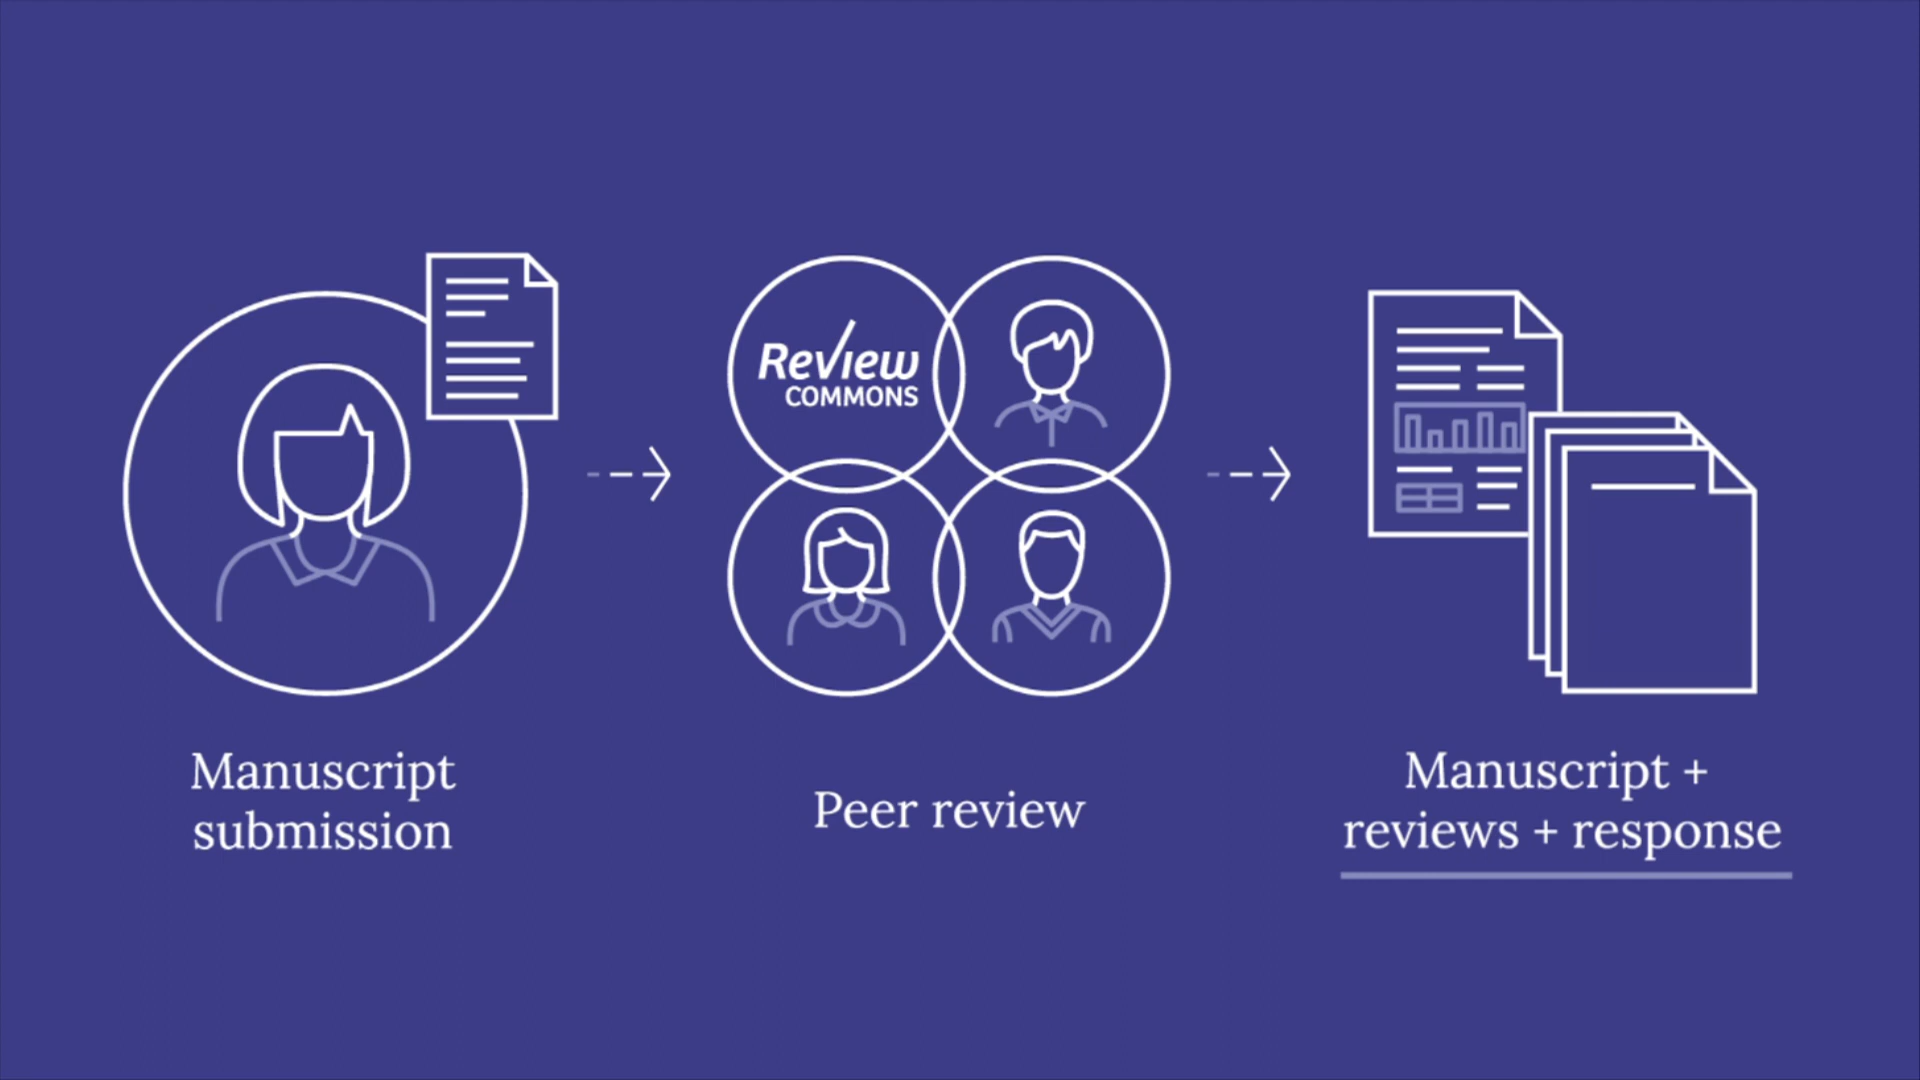 Review
COMMONS
Manuscript
submission
Peer review
Manuscript +
reviews + response